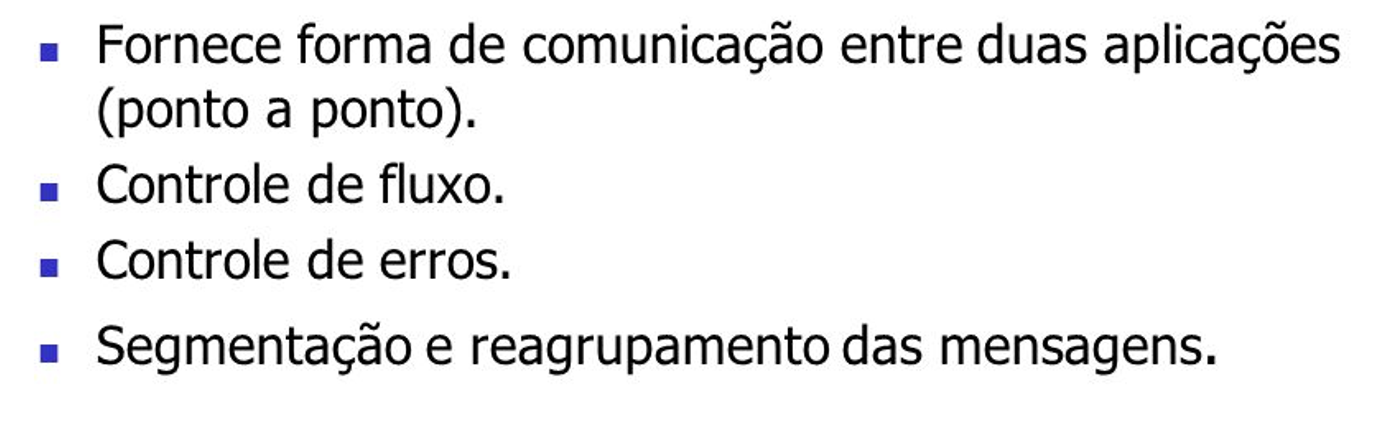 ▪ Fornece forma de comunicação entre duas aplicações
(ponto a ponto).
▪ Controle de fluxo.
▪ Controle de erros.
▪ Segmentação e reagrupamento das mensagens.